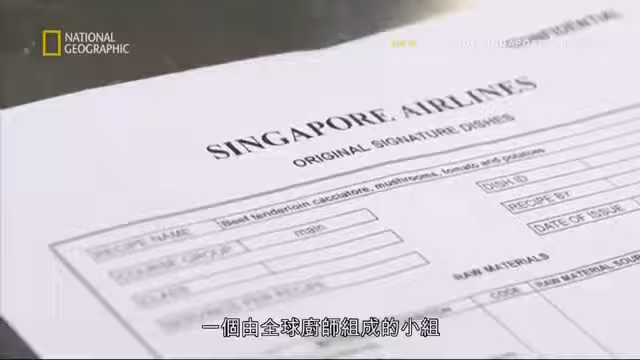 NATIONAL
GEOGRAPHIC
NEW
CONFIDENTIAL
SINGAPORE AIRLINES
ORIGINAL SIGNATURE DISHES
RECIPE NAME
Beef tenderloin cacciatore, mushrooms, tomato and potatoes
DISH ID
COURSE GROUP
main
RECIPE BY
DATE OF ISSUE
RAW MATERIALS
CODE
RAW MATERIAL
一個由全球廚師組成的小組